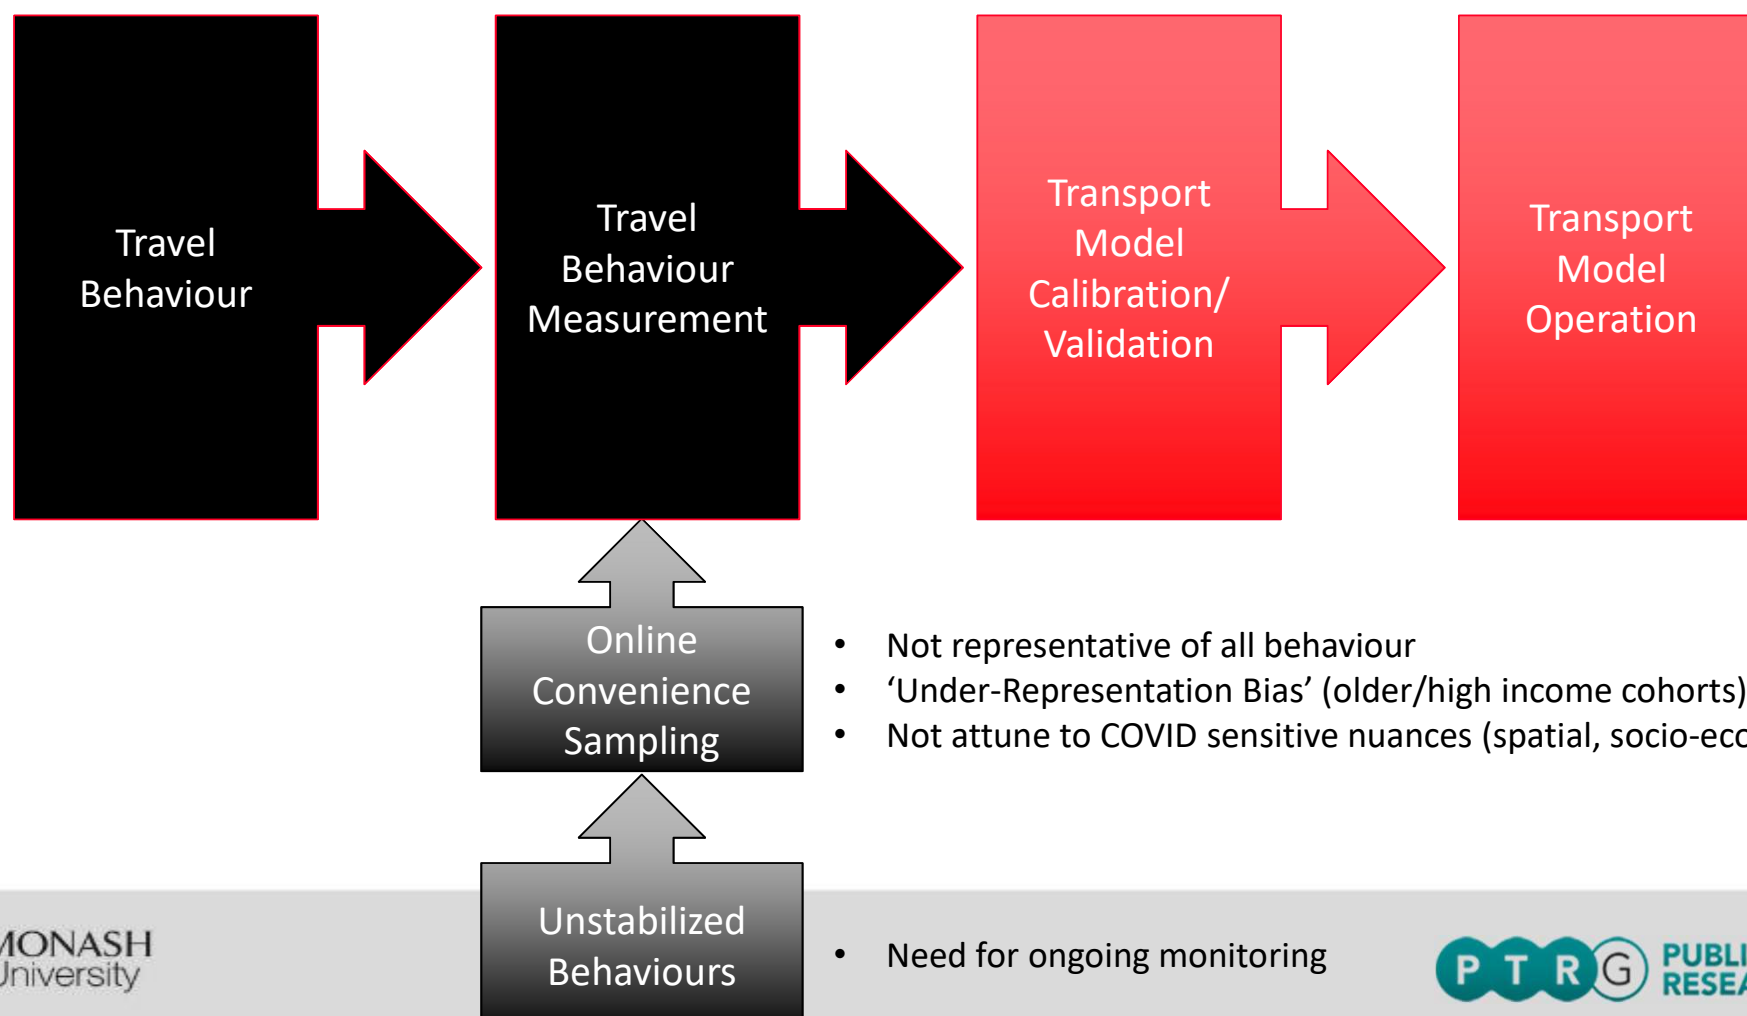 Travel
Behaviour
Travel
Behaviour
Measurement
Transport
Model
Calibration/
Validation
Transport
Model
Operation
Online
Convenience
Sampling
• Not representative of all behaviour
• ‘Under-Representation Bias’ (older/high income cohorts)
• Not attune to COVID sensitive nuances (spatial, socio-eco
Unstabilized
Behaviours
• Need for ongoing monitoring
MONASH
University
PTRG
PUBLI
RESEA